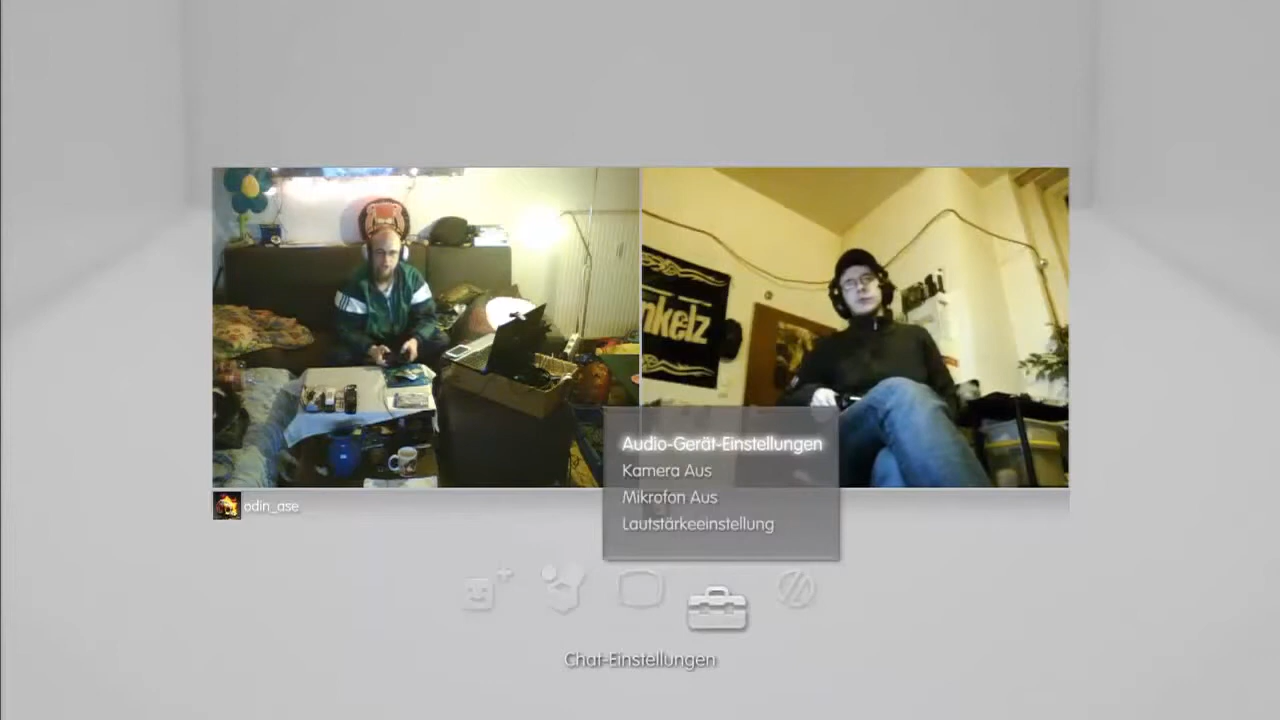 nkelz
Audio-Gerät-Einstellungen
Kamera Aus
Mikrofon Aus
Lautstärkeeinstellung
odin_ase
Chat-Einstellungen